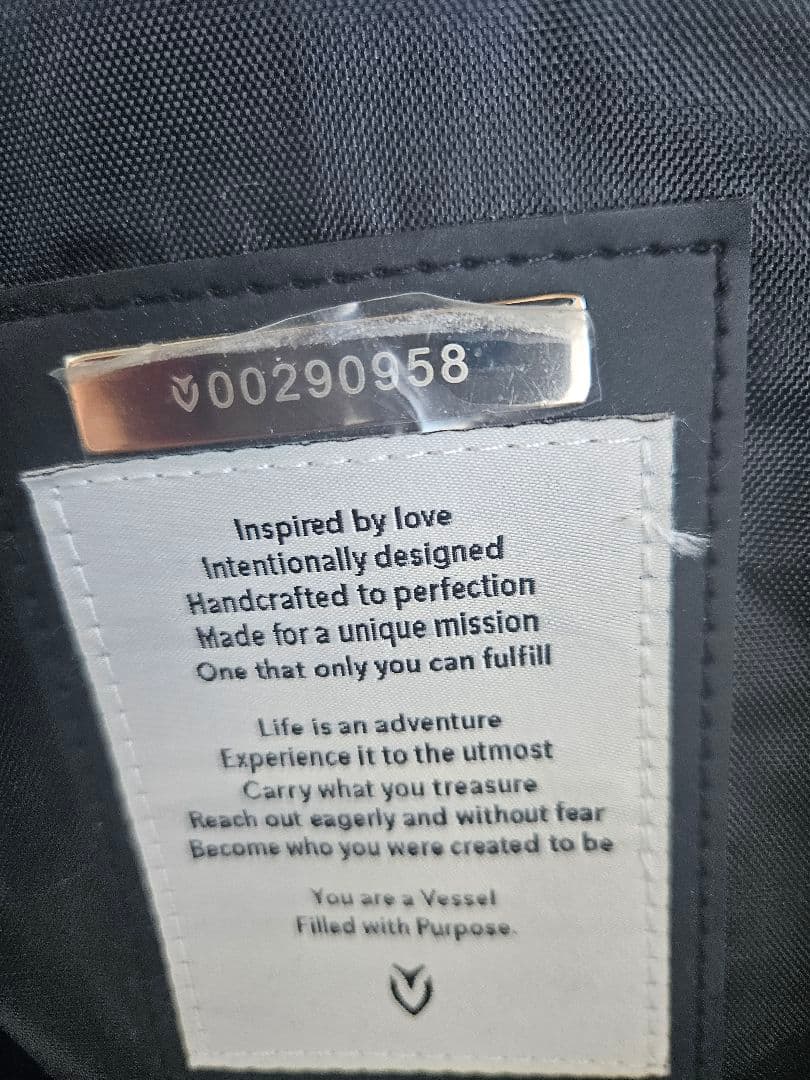 00290958
Inspired by love
Intentionally designed
Handcrafted to perfection
Made for a unique mission
One that only you can fulfill
Life is an adventure
Experience it to the utmost
Carry what you treasure
Reach out eagerly and without fear
Become who you were created to be
You are a Vessel
Filled with Purpose.